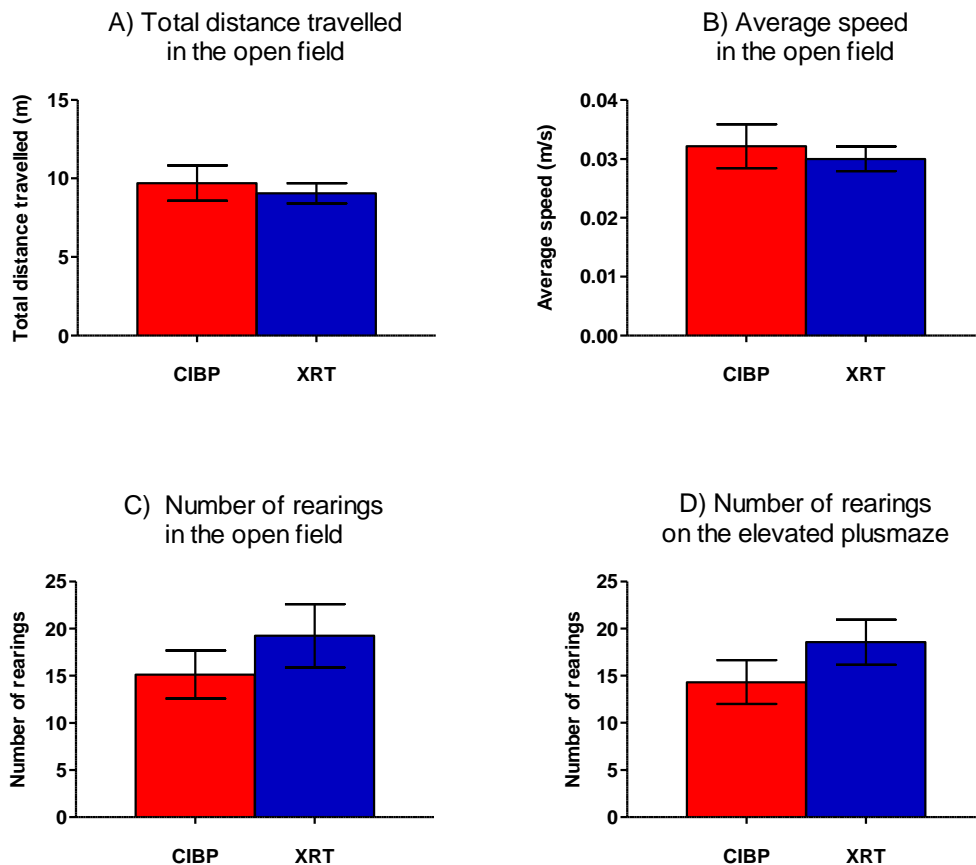 A) Total distance travelled
in the open field
Total distance travelled (m)
15
10
5
0
CIBP XRT
B) Average speed
in the open field
Average speed (m/s)
0.04
0.03
0.02
0.01
0.00
CIBP XRT
C) Number of rearings
in the open field
Number of rearings
25
20
15
10
5
0
CIBP XRT
D) Number of rearings
on the elevated plusmaze
Number of rearings
25
20
15
10
5
0
CIBP XRT